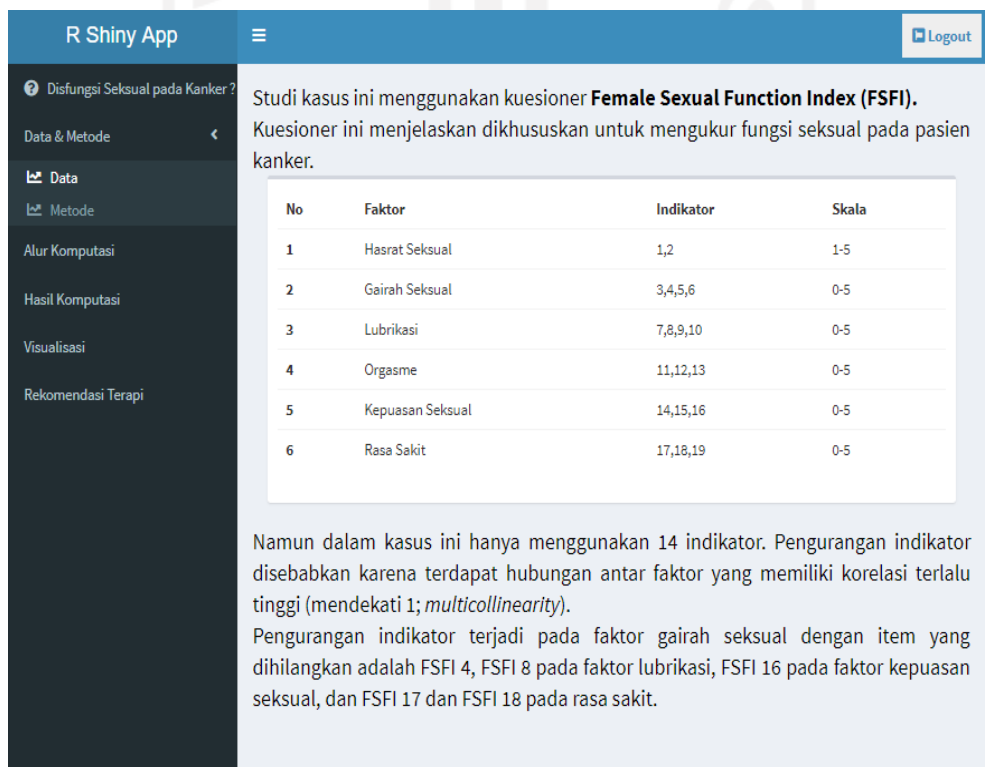 R Shiny App
Logout
Disfungsi Seksual pada Kanker ?
Data & Metode
Data
Metode
Alur Komputasi
Hasil Komputasi
Visualisasi
Rekomendasi Terapi
Studi kasus ini menggunakan kuesioner Female Sexual Function Index (FSFI).
Kuesioner ini menjelaskan dikhususkan untuk mengukur fungsi seksual pada pasien
kanker.
No Faktor Indikator Skala
1 Hasrat Seksual 1,2 1-5
2 Gairah Seksual 3,4,5,6 0-5
3 Lubrikasi 7,8,9,10 0-5
4 Orgasme 11,12,13 0-5
5 Kepuasan Seksual 14,15,16 0-5
6 Rasa Sakit 17,18,19 0-5
Namun dalam kasus ini hanya menggunakan 14 indikator. Pengurangan indikator
disebabkan karena terdapat hubungan antar faktor yang memiliki korelasi terlalu
tinggi (mendekati 1; multicollinearity).
Pengurangan indikator terjadi pada faktor gairah seksual dengan item yang
dihilangkan adalah FSFI 4, FSFI 8 pada faktor lubrikasi, FSFI 16 pada faktor kepuasan
seksual, dan FSFI 17 dan FSFI 18 pada rasa sakit.